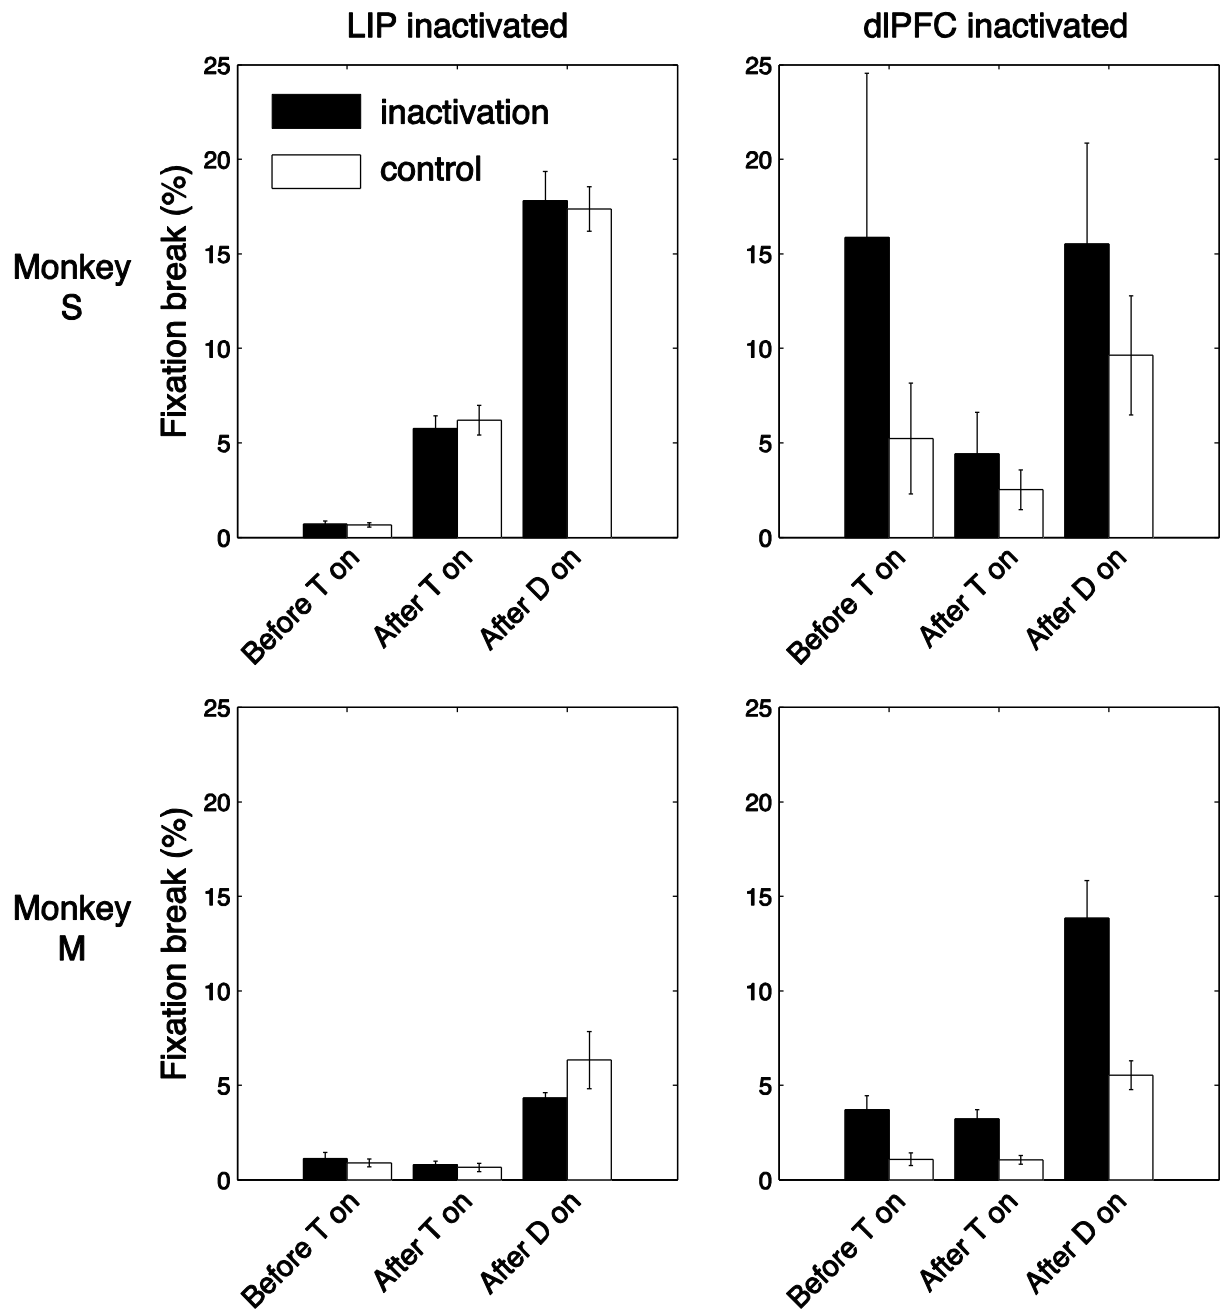 LIP inactivated
dlPFC inactivated
Monkey
S
Fixation break (%)
25
20
15
10
5
0
inactivation
control
Before T on
After T on
After D on
25
20
15
10
5
0
Before T on
After T on
After D on
Monkey
M
Fixation break (%)
25
20
15
10
5
0
Before T on
After T on
After D on
25
20
15
10
5
0
Before T on
After T on
After D on